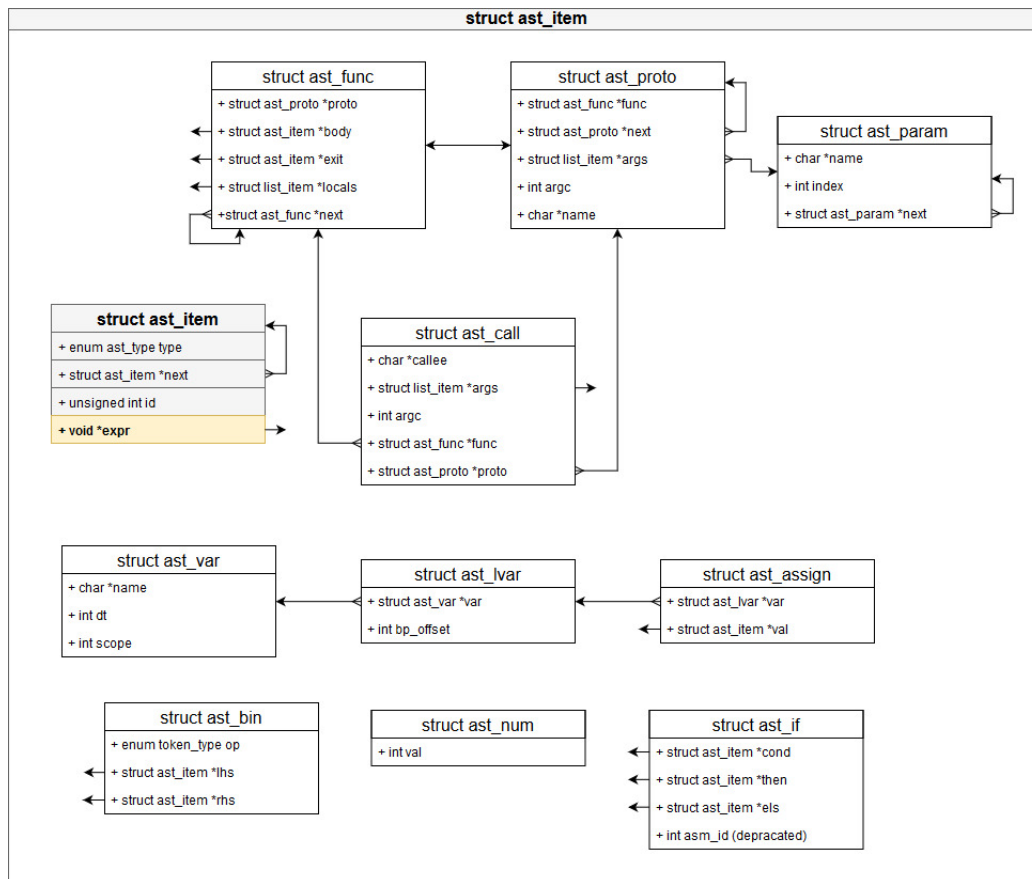 struct ast_item
struct ast_func
+ struct ast_proto *proto
+ struct ast_item *body
+ struct ast_item *exit
+ struct list_item *locals
+struct ast_func *next
struct ast_proto
+ struct ast_func *func
+ struct ast_proto *next
+ struct list_item *args
+ int argc
+ char *name
struct ast_param
+ char *name
+ int index
+ struct ast_param *next
struct ast_item
+ enum ast_type type
+ struct ast_item *next
+ unsigned int id
+ void *expr
struct ast_call
+ char *callee
+ struct list_item *args
+ int argc
+ struct ast_func *func
+ struct ast_proto *proto
struct ast_var
+ char *name
+ int dt
+ int scope
struct ast_lvar
+ struct ast_var *var
+ int bp_offset
struct ast_assign
+ struct ast_lvar *var
+ struct ast_item *val
struct ast_bin
+ enum token_type op
+ struct ast_item *lhs
+ struct ast_item *rhs
struct ast_num
+ int val
struct ast_if
+ struct ast_item *cond
+ struct ast_item *then
+ struct ast_item *els
+ int asm_id (depracated)